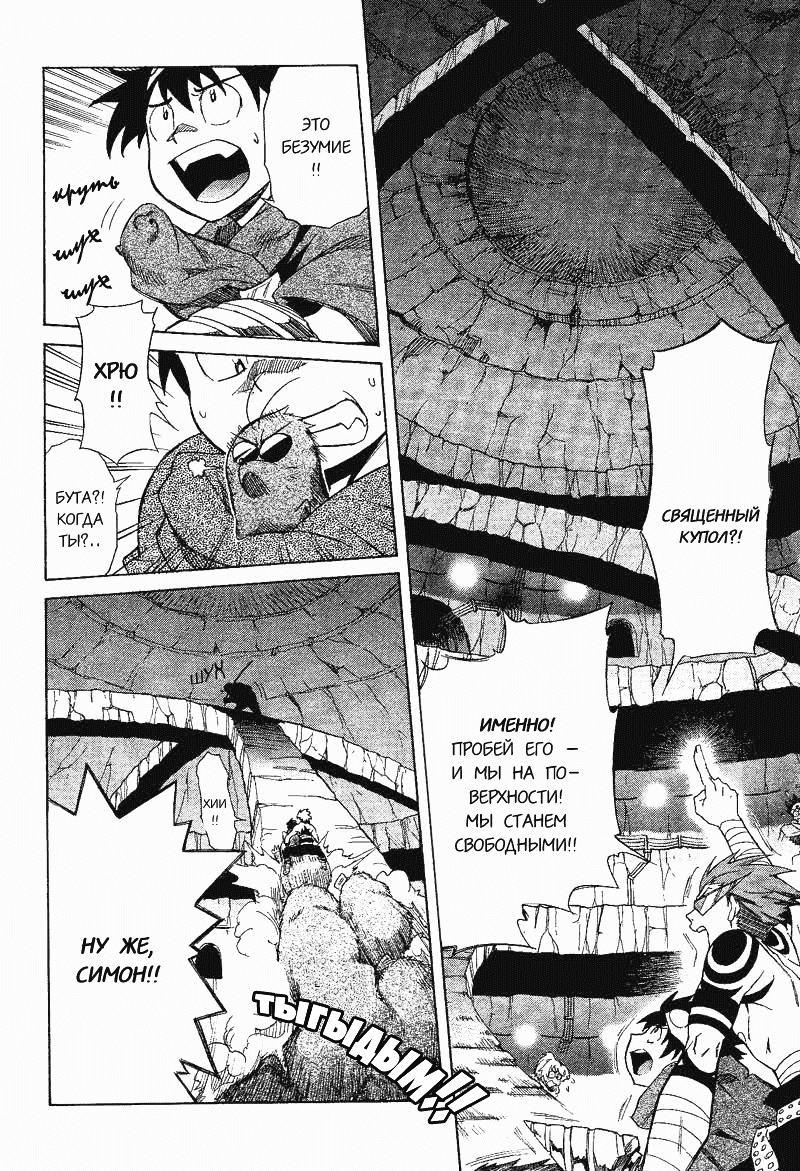 СВЯЩЕННЫЙ
КУПОЛ?!
ИМЕННО!
ПРОБЕЙ ЕГО –
И МЫ НА ПО–
ВЕРХНОСТИ!
МЫ СТАНЕМ
СВОБОДНЫМИ!!
ЭТО
БЕЗУМИЕ
!!
круть
шух
шух
ХРЮ
!!
БУТА?!
КОГДА
ТЫ?..
ШУХ
ХИИ
!!
НУ ЖЕ,
СИМОН!!
ТЫГЫДЫМ!!